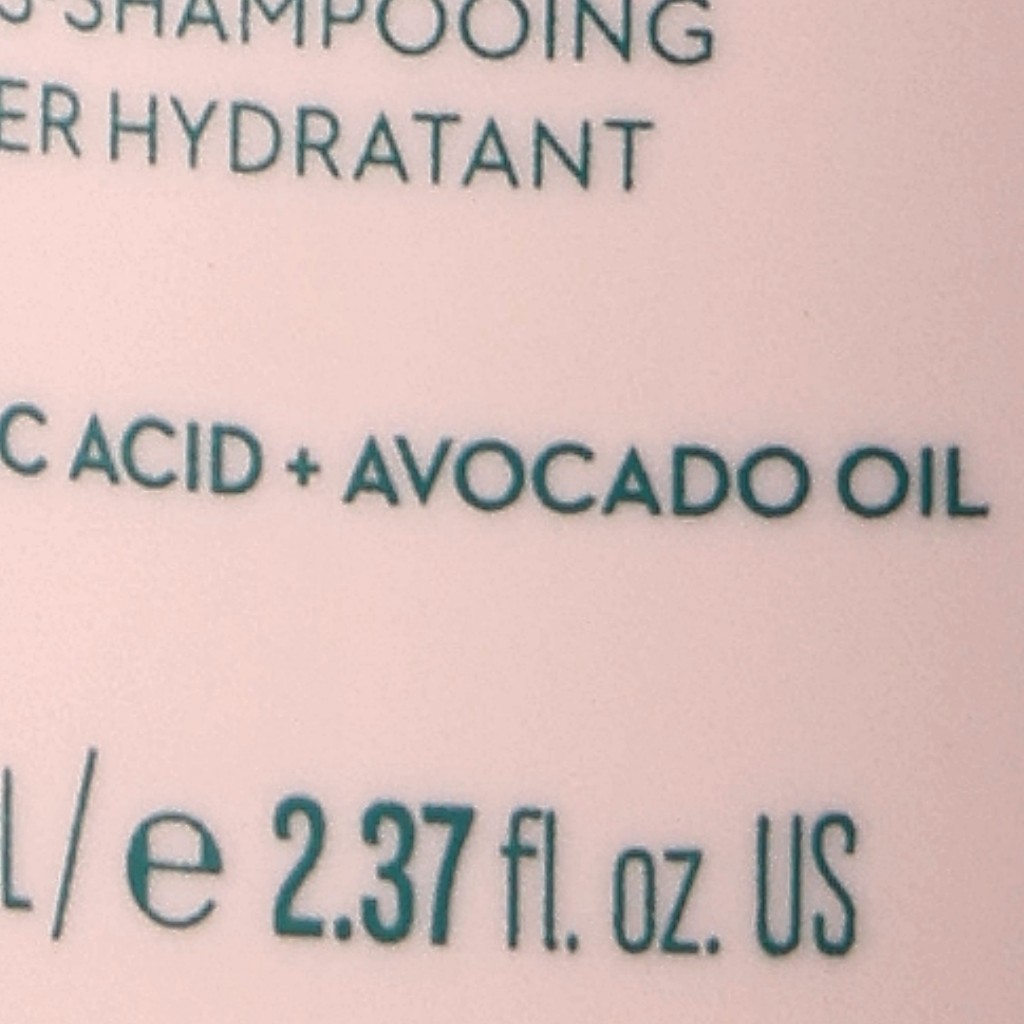 SHAMPOOING
ER HYDRATANT
C ACID + AVOCADO OIL
L/e 2.37 fl. oz. US